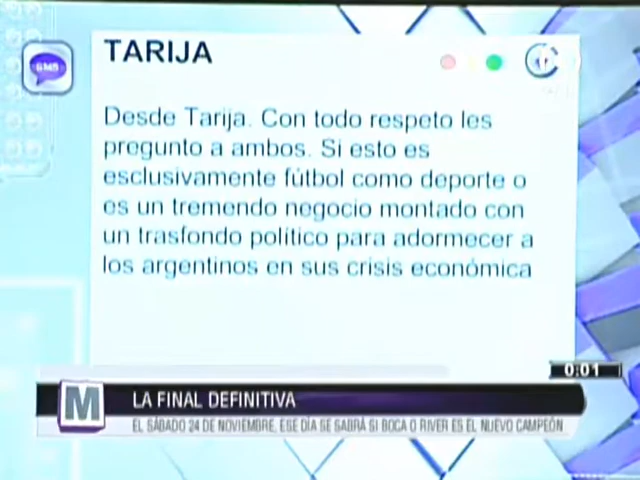 TARIJA
SMS
Desde Tarija. Con todo respeto les
pregunto a ambos. Si esto es
esclusivamente fútbol como deporte o
es un tremendo negocio montado con
un trasfondo político para adormecer a
los argentinos en sus crisis económica
0:01
M LA FINAL DEFINITIVA
EL SÁBADO 24 DE NOVIEMBRE, ESE DÍA SE SABRÁ SI BOCA O RIVER ES EL NUEVO CAMPEÓN